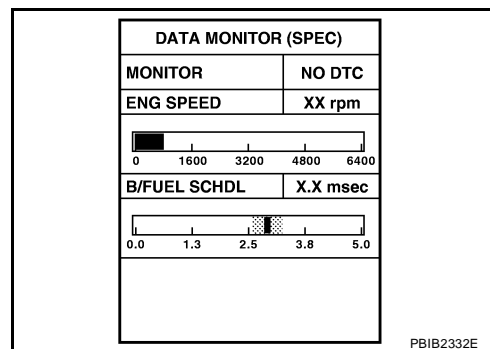 DATA MONITOR (SPEC)
MONITOR NO DTC
ENG SPEED XX rpm
0 1600 3200 4800 6400
B/FUEL SCHDL X.X msec
0.0 1.3 2.5 3.8 5.0
PBIB2332E